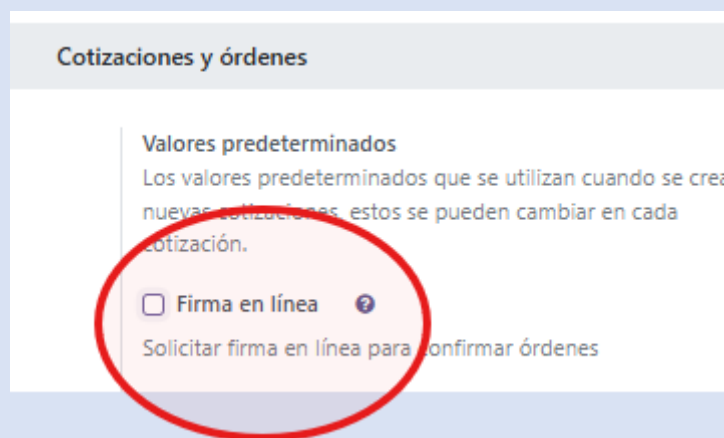 Cotizaciones y órdenes
Valores predeterminados
Los valores predeterminados que se utilizan cuando se crea
nuevas cotizaciones, estos se pueden cambiar en cada
cotización.
Firma en línea
Solicitar firma en línea para confirmar órdenes